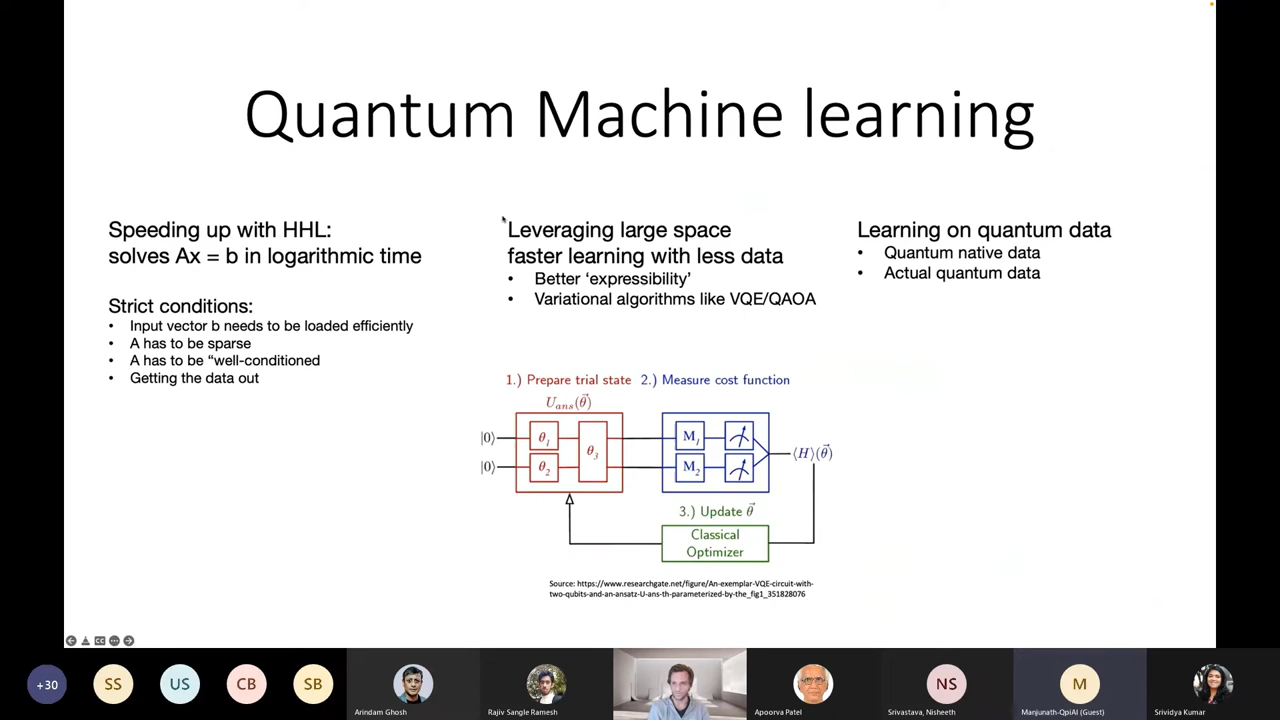 Quantum Machine learning
Speeding up with HHL:
solves Ax = b in logarithmic time
Strict conditions:
• Input vector b needs to be loaded efficiently
• A has to be sparse
• A has to be “well-conditioned
• Getting the data out
Leveraging large space
faster learning with less data
• Better ‘expressibility’
• Variational algorithms like VQE/QAOA
Learning on quantum data
• Quantum native data
• Actual quantum data
1.) Prepare trial state
2.) Measure cost function
U_ans(θ⃗)
|0⟩
θ₁
θ₃
M₁
|0⟩
θ₂
M₂
⟨H⟩(θ⃗)
3.) Update θ⃗
Classical
Optimizer
Source: https://www.researchgate.net/figure/An-exemplar-VQE-circuit-with-
two-qubits-and-an-ansatz-U-ans-th-parameterized-by-the_fig1_351828076
CC
+30
SS
US
CB
SB
Arindam Ghosh
Rajiv Sangle Ramesh
Apoorva Patel
NS
Srivastava, Nisheeth
M
Manjunath-QpiAI (Guest)
Srividya Kumar